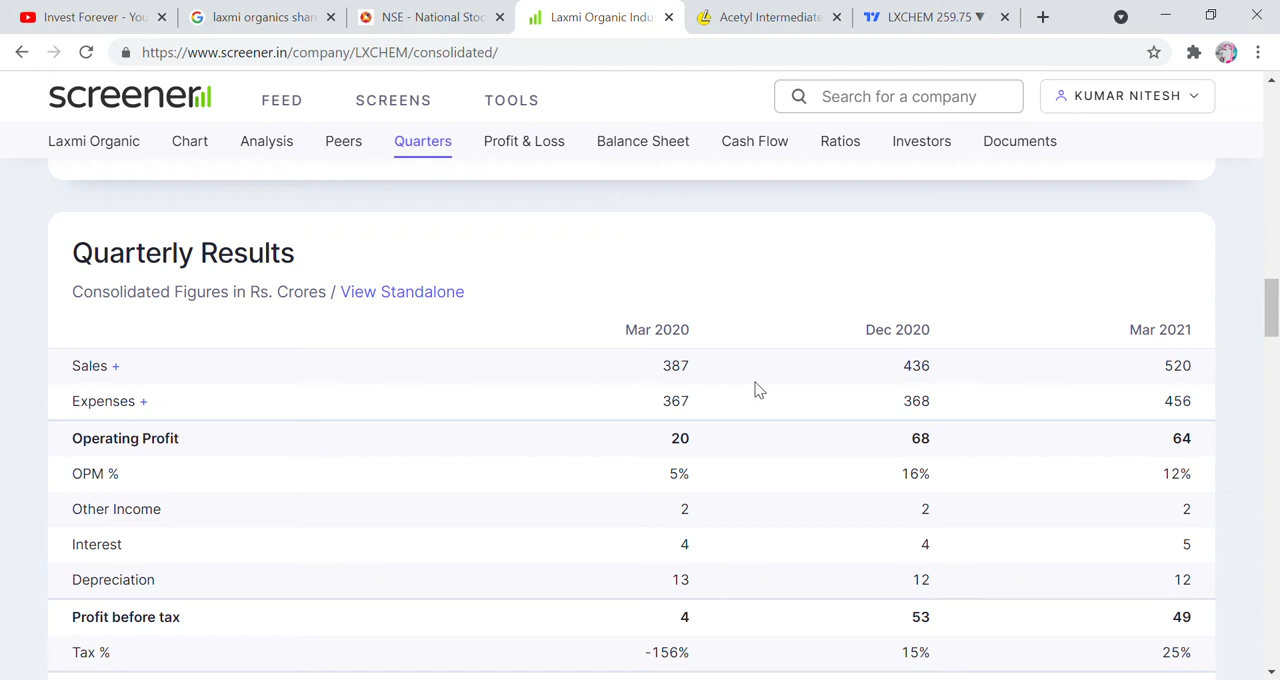 Invest Forever - You
laxmi organics shar
NSE - National Stoc
Laxmi Organic Indu
Acetyl Intermediate
LXCHEM 259.75 ▼
https://www.screener.in/company/LXCHEM/consolidated/
screener
FEED
SCREENS
TOOLS
Search for a company
KUMAR NITESH
Laxmi Organic
Chart
Analysis
Peers
Quarters
Profit & Loss
Balance Sheet
Cash Flow
Ratios
Investors
Documents
Quarterly Results
Consolidated Figures in Rs. Crores / View Standalone
Mar 2020 Dec 2020 Mar 2021
Sales + 387 436 520
Expenses + 367 368 456
Operating Profit 20 68 64
OPM % 5% 16% 12%
Other Income 2 2 2
Interest 4 4 5
Depreciation 13 12 12
Profit before tax 4 53 49
Tax % -156% 15% 25%